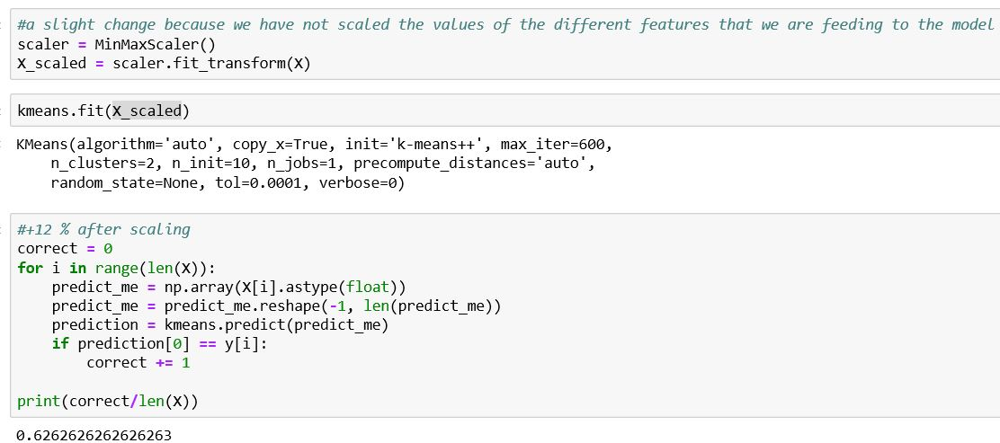 #a slight change because we have not scaled the values of the different features that we are feeding to the model
scaler = MinMaxScaler()
X_scaled = scaler.fit_transform(X)
kmeans.fit(X_scaled)
KMeans(algorithm='auto', copy_x=True, init='k-means++', max_iter=600,
    n_clusters=2, n_init=10, n_jobs=1, precompute_distances='auto',
    random_state=None, tol=0.0001, verbose=0)
#+12 % after scaling
correct = 0
for i in range(len(X)):
    predict_me = np.array(X[i].astype(float))
    predict_me = predict_me.reshape(-1, len(predict_me))
    prediction = kmeans.predict(predict_me)
    if prediction[0] == y[i]:
        correct += 1
print(correct/len(X))
0.6262626262626263